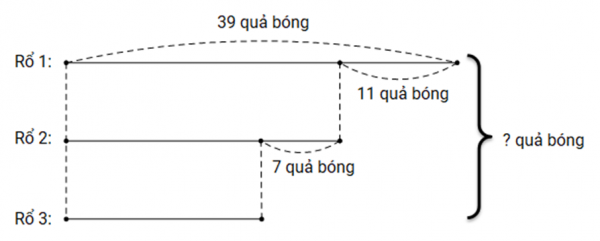 39 quả bóng
Rổ 1:
11 quả bóng
Rổ 2:
? quả bóng
7 quả bóng
Rổ 3: